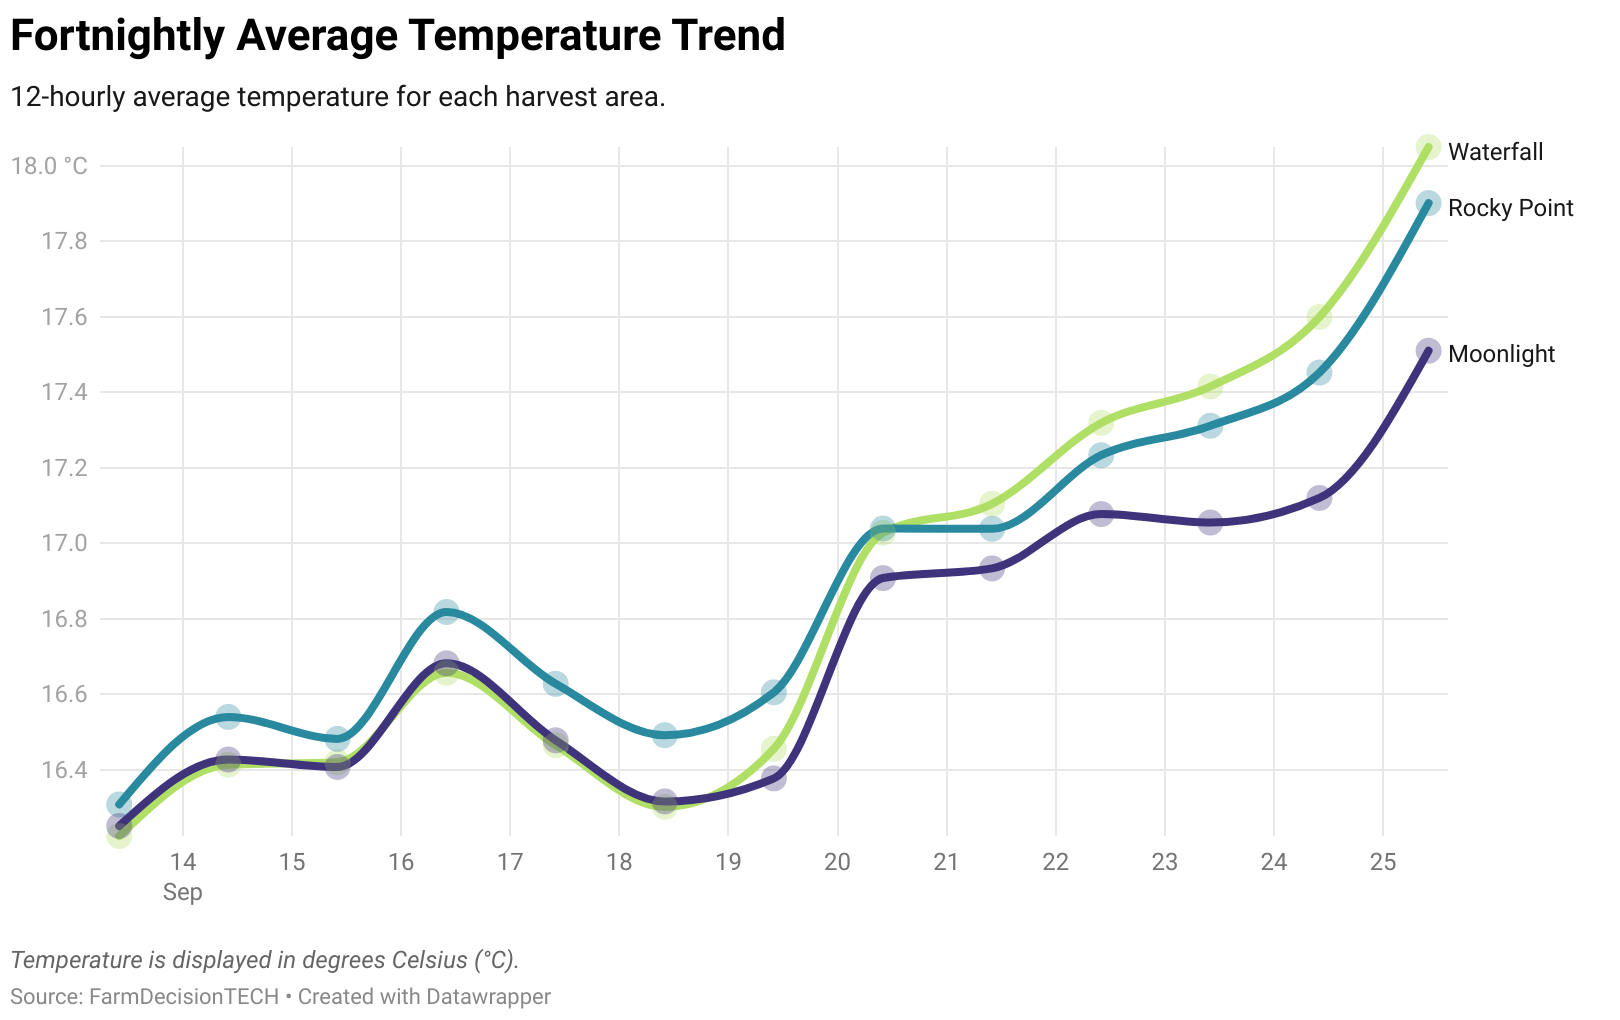 Fortnightly Average Temperature Trend
12-hourly average temperature for each harvest area.
18.0 °C
17.8
17.6
17.4
17.2
17.0
16.8
16.6
16.4
Waterfall
Rocky Point
Moonlight
14 15 16 17 18 19 20 21 22 23 24 25
Sep
Temperature is displayed in degrees Celsius (°C).
Source: FarmDecisionTECH • Created with Datawrapper